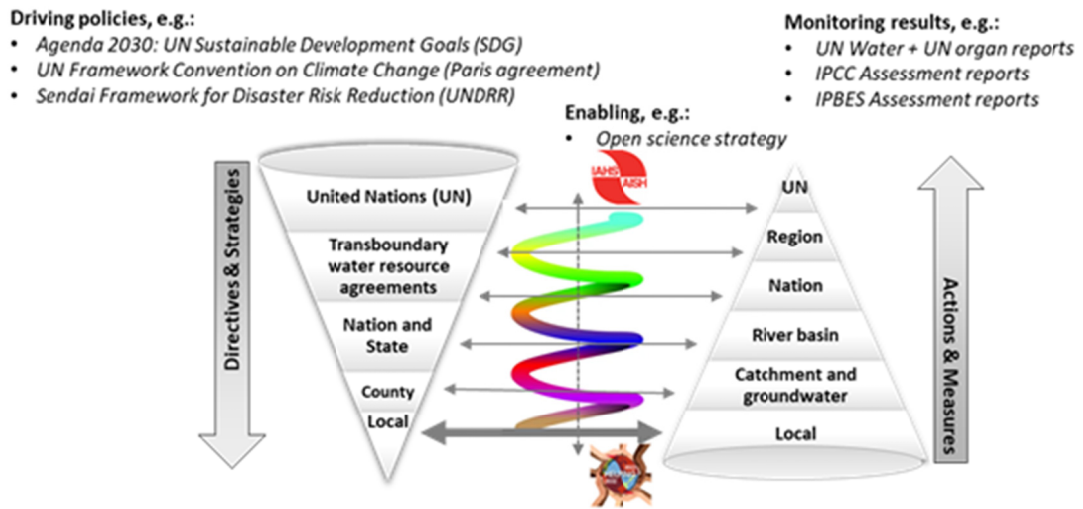 Driving policies, e.g.:
• Agenda 2030: UN Sustainable Development Goals (SDG)
• UN Framework Convention on Climate Change (Paris agreement)
• Sendai Framework for Disaster Risk Reduction (UNDRR)
Monitoring results, e.g.:
• UN Water + UN organ reports
• IPCC Assessment reports
• IPBES Assessment reports
Enabling, e.g.:
• Open science strategy
IAHS
AISH
Directives & Strategies
United Nations (UN)
Transboundary
water resource
agreements
Nation and
State
County
Local
UN
Region
Nation
River basin
Catchment and
groundwater
Local
Actions & Measures